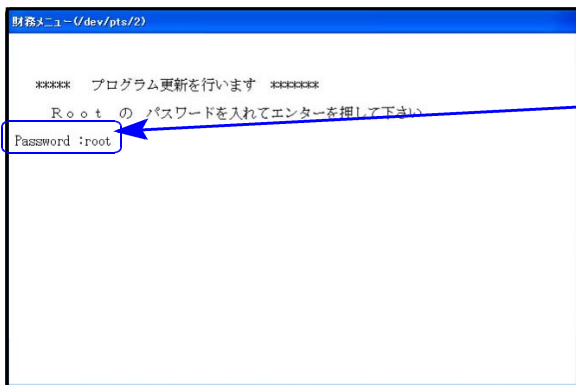 財務メニュー(/dev/pts/2)
***** プログラム更新を行います *******
Root の パスワードを入れてエンターを押して下さい
Password :root